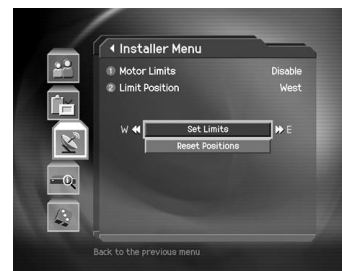 Installer Menu
1 Motor Limits Disable
2 Limit Position West
W Set Limits E
Reset Positions
Back to the previous menu